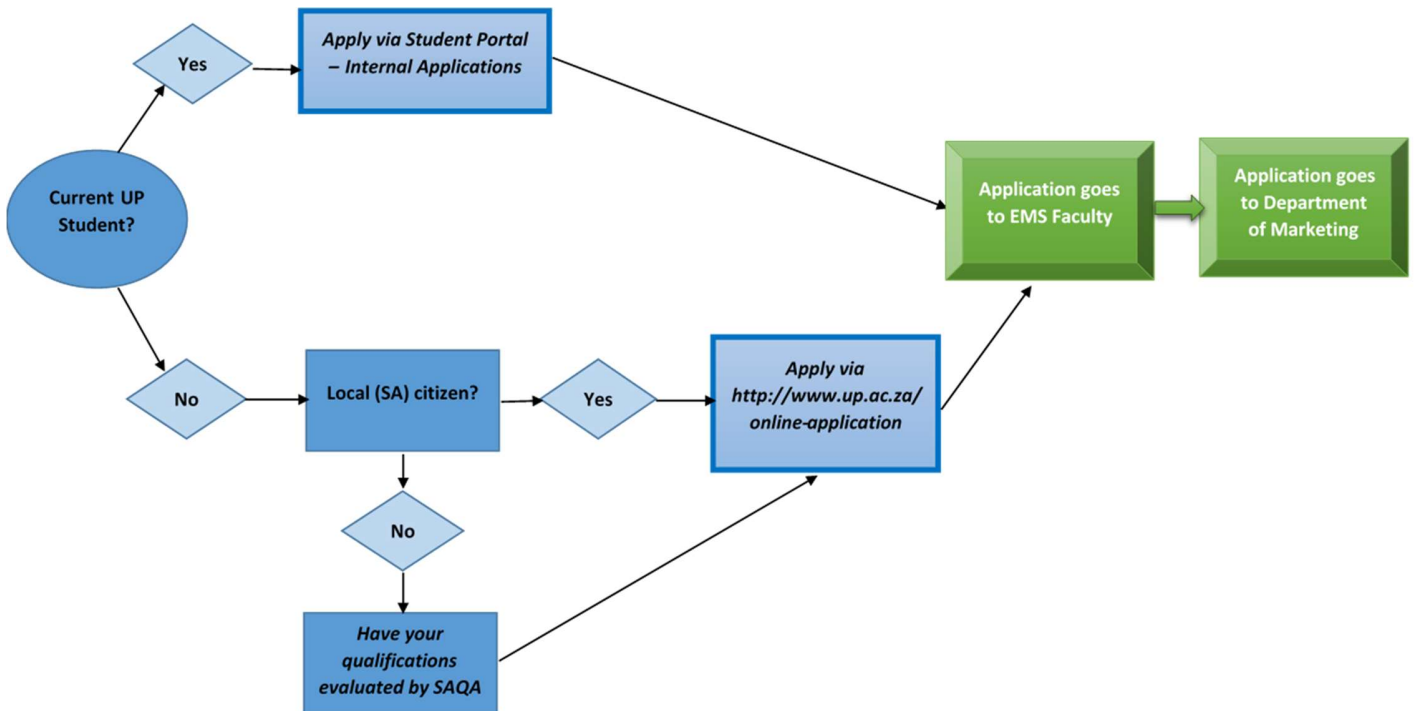 Yes
Apply via Student Portal
– Internal Applications
Current UP
Student?
Application goes
to EMS Faculty
Application goes
to Department
of Marketing
No
Local (SA) citizen?
Yes
Apply via
http://www.up.ac.za/
online-application
No
Have your
qualifications
evaluated by SAQA